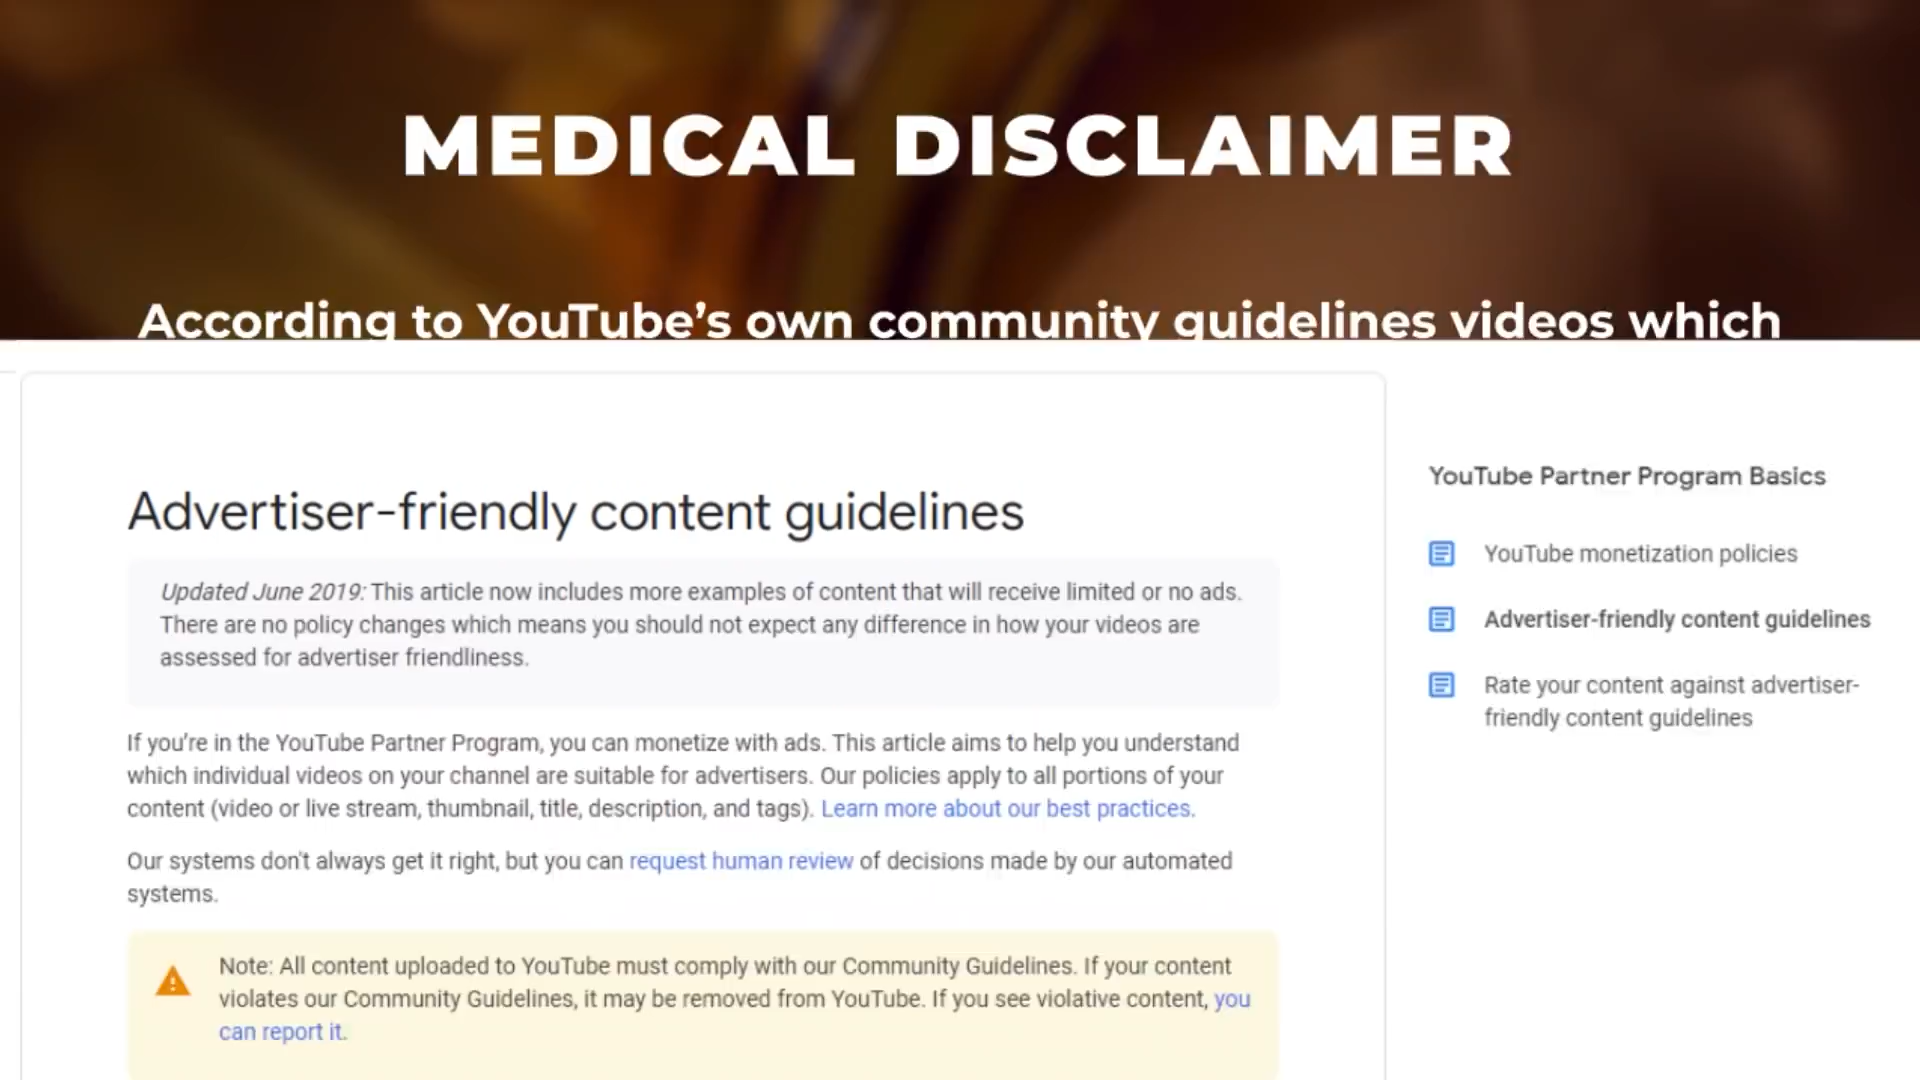 MEDICAL DISCLAIMER
According to YouTube’s own community guidelines videos which
Advertiser-friendly content guidelines
Updated June 2019: This article now includes more examples of content that will receive limited or no ads.
There are no policy changes which means you should not expect any difference in how your videos are
assessed for advertiser friendliness.
If you’re in the YouTube Partner Program, you can monetize with ads. This article aims to help you understand
which individual videos on your channel are suitable for advertisers. Our policies apply to all portions of your
content (video or live stream, thumbnail, title, description, and tags). Learn more about our best practices.
Our systems don't always get it right, but you can request human review of decisions made by our automated
systems.
Note: All content uploaded to YouTube must comply with our Community Guidelines. If your content
violates our Community Guidelines, it may be removed from YouTube. If you see violative content, you
can report it.
YouTube Partner Program Basics
YouTube monetization policies
Advertiser-friendly content guidelines
Rate your content against advertiser-
friendly content guidelines